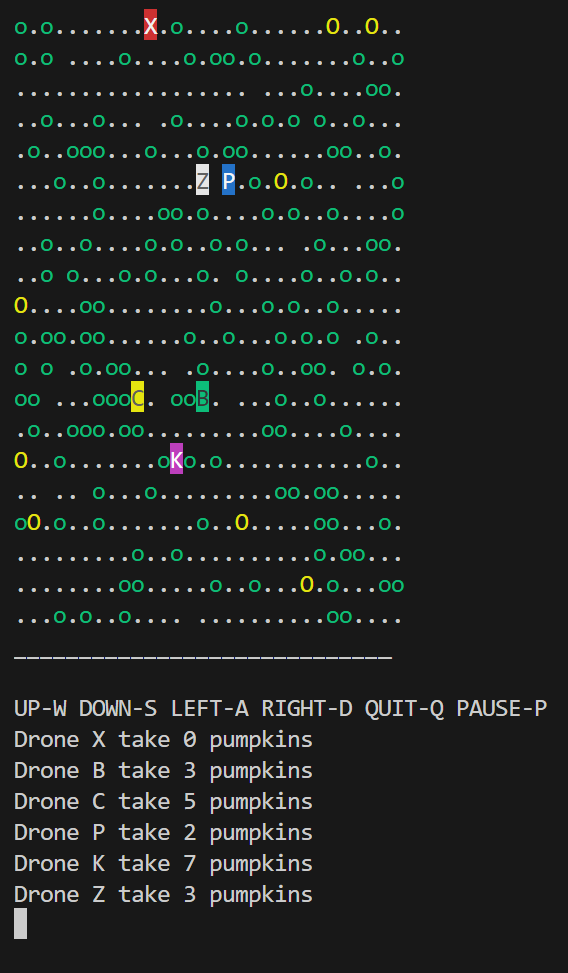 o.o.......X.o....o......O..O..
o.o ....o....o.oo.o.......o..o
.................. ...o....oo.
..o...o... .o....o.o.o o..o...
.o..ooo...o...o.oo......oo..o.
...o..o.......Z P.o.O.o.. ...o
......o....oo.o....o.o..o....o
..o..o....o.o..o.o... .o...oo.
..o o...o.o...o. o...o...o.o..
O....oo........o...o.o..o.....
o.oo.oo......o..o...o.o.o .o..
o o .o.oo... .o....o..oo. o.o.
oo ...oooC. ooB. ...o..o......
.o..ooo.oo.........oo....o....
O..o.......oKo.o...........o..
.. .. o...o.........oo.oo.....
oO.o..o.......o..O.....oo...o.
.........o..o..........o.oo...
........oo.....o..o...O.o...oo
...o.o..o.... ..........oo....
_____________________________
UP-W DOWN-S LEFT-A RIGHT-D QUIT-Q PAUSE-P
Drone X take 0 pumpkins
Drone B take 3 pumpkins
Drone C take 5 pumpkins
Drone P take 2 pumpkins
Drone K take 7 pumpkins
Drone Z take 3 pumpkins